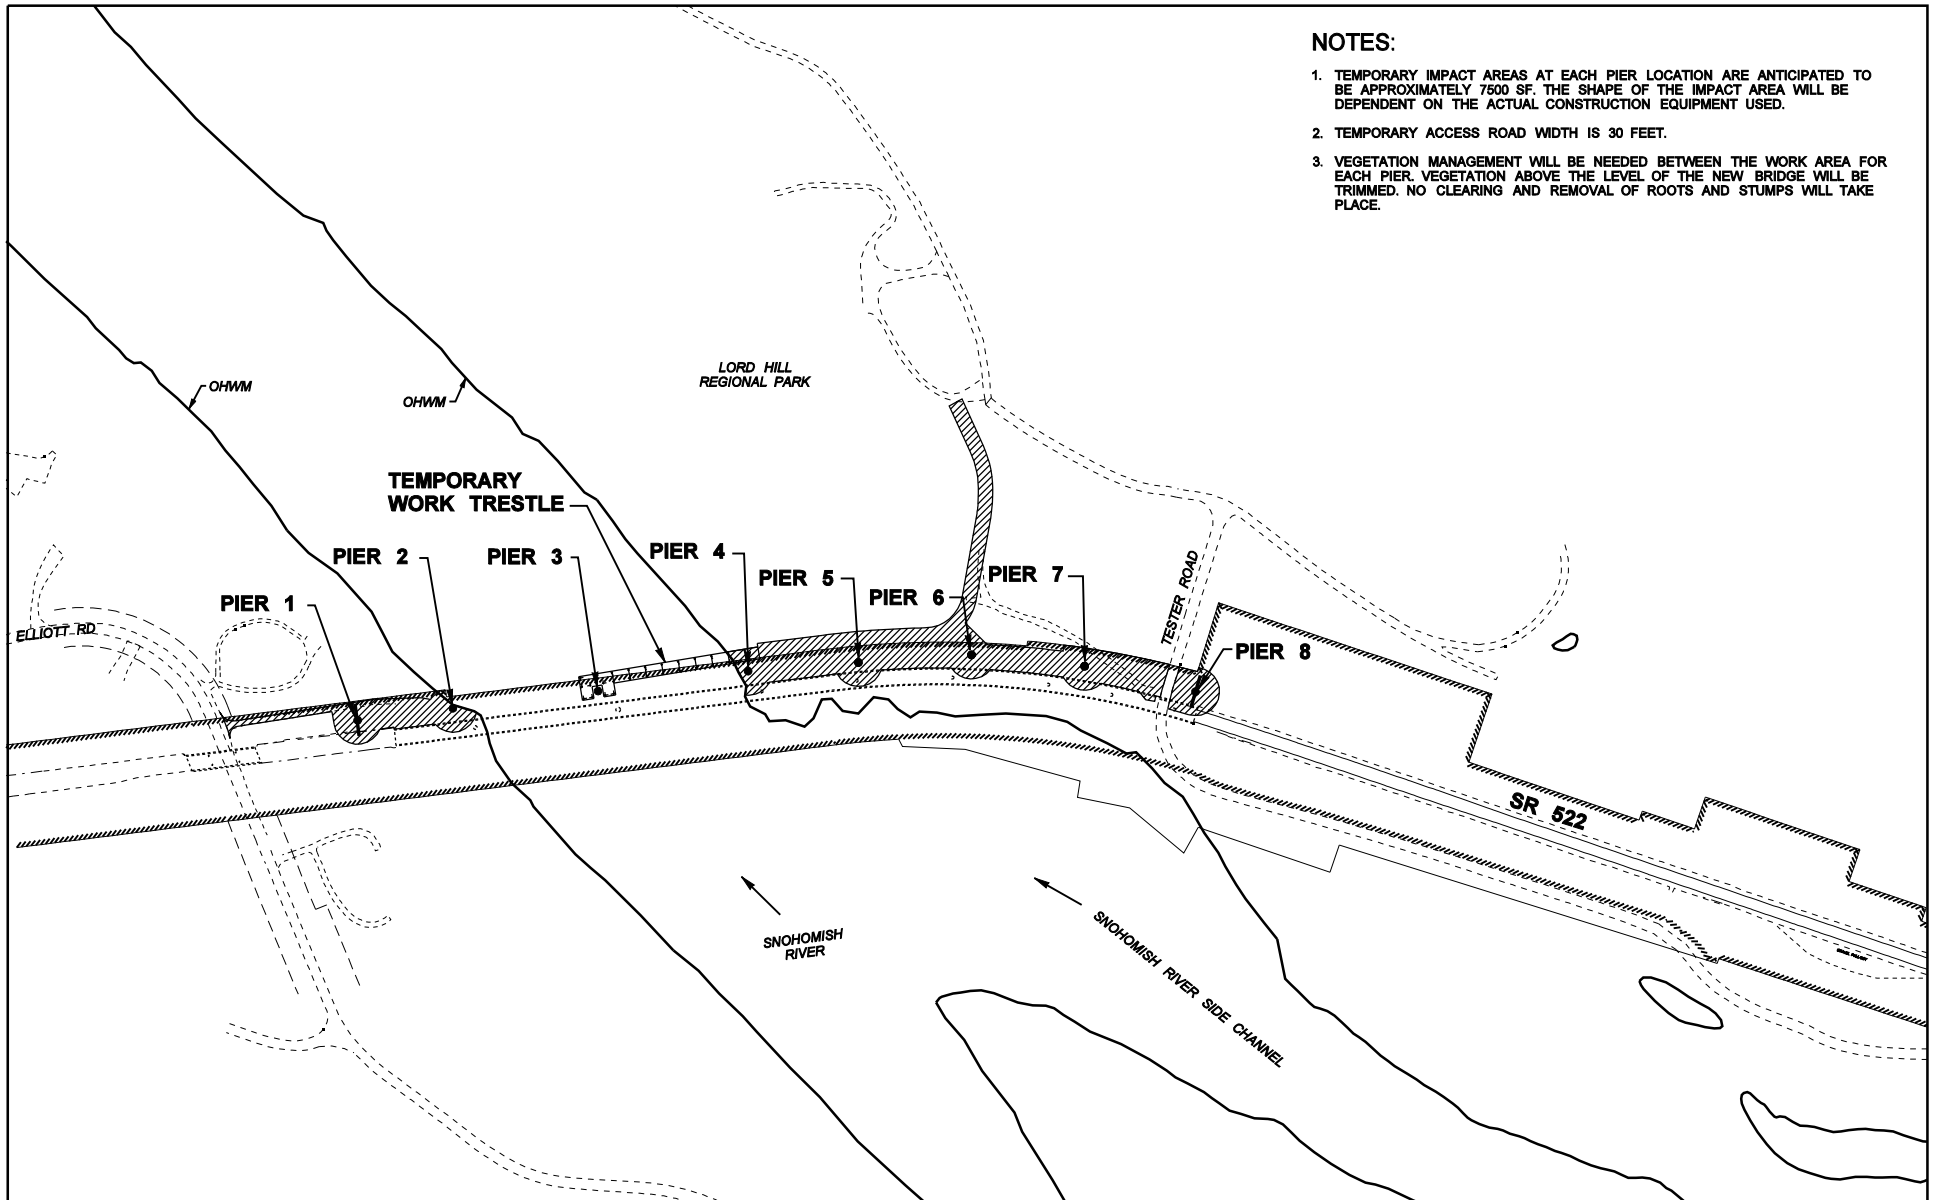 NOTES:
1. TEMPORARY IMPACT AREAS AT EACH PIER LOCATION ARE ANTICIPATED TO
BE APPROXIMATELY 7500 SF. THE SHAPE OF THE IMPACT AREA WILL BE
DEPENDENT ON THE ACTUAL CONSTRUCTION EQUIPMENT USED.
2. TEMPORARY ACCESS ROAD WIDTH IS 30 FEET.
3. VEGETATION MANAGEMENT WILL BE NEEDED BETWEEN THE WORK AREA FOR
EACH PIER. VEGETATION ABOVE THE LEVEL OF THE NEW BRIDGE WILL BE
TRIMMED. NO CLEARING AND REMOVAL OF ROOTS AND STUMPS WILL TAKE
PLACE.
LORD HILL
REGIONAL PARK
OHWM
OHWM
TEMPORARY
WORK TRESTLE
PIER 1
PIER 2
PIER 3
PIER 4
PIER 5
PIER 6
PIER 7
PIER 8
ELLIOTT RD
TESTER ROAD
SR 522
SNOHOMISH
RIVER
SNOHOMISH RIVER SIDE CHANNEL